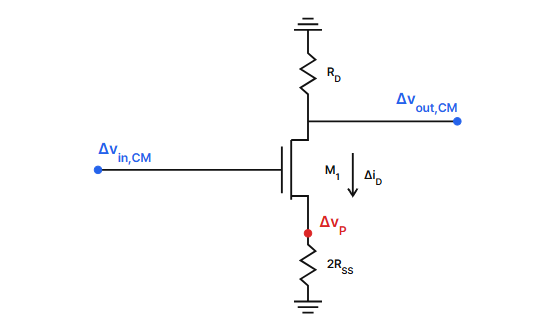 R_D
Δv_out,CM
Δv_in,CM
M_1
Δi_D
Δv_P
2R_SS